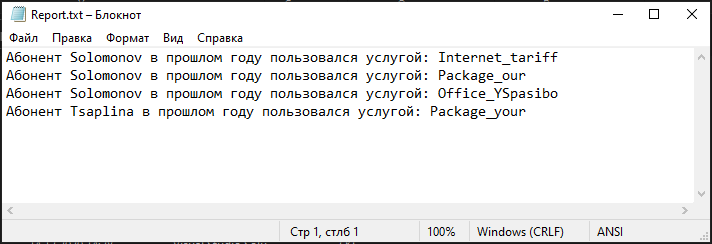 Report.txt – Блокнот
Файл Правка Формат Вид Справка
Абонент Solomonov в прошлом году пользовался услугой: Internet_tariff
Абонент Solomonov в прошлом году пользовался услугой: Package_our
Абонент Solomonov в прошлом году пользовался услугой: Office_YSpasibo
Абонент Tsaplina в прошлом году пользовался услугой: Package_your
Стр 1, стлб 1 100% Windows (CRLF) ANSI